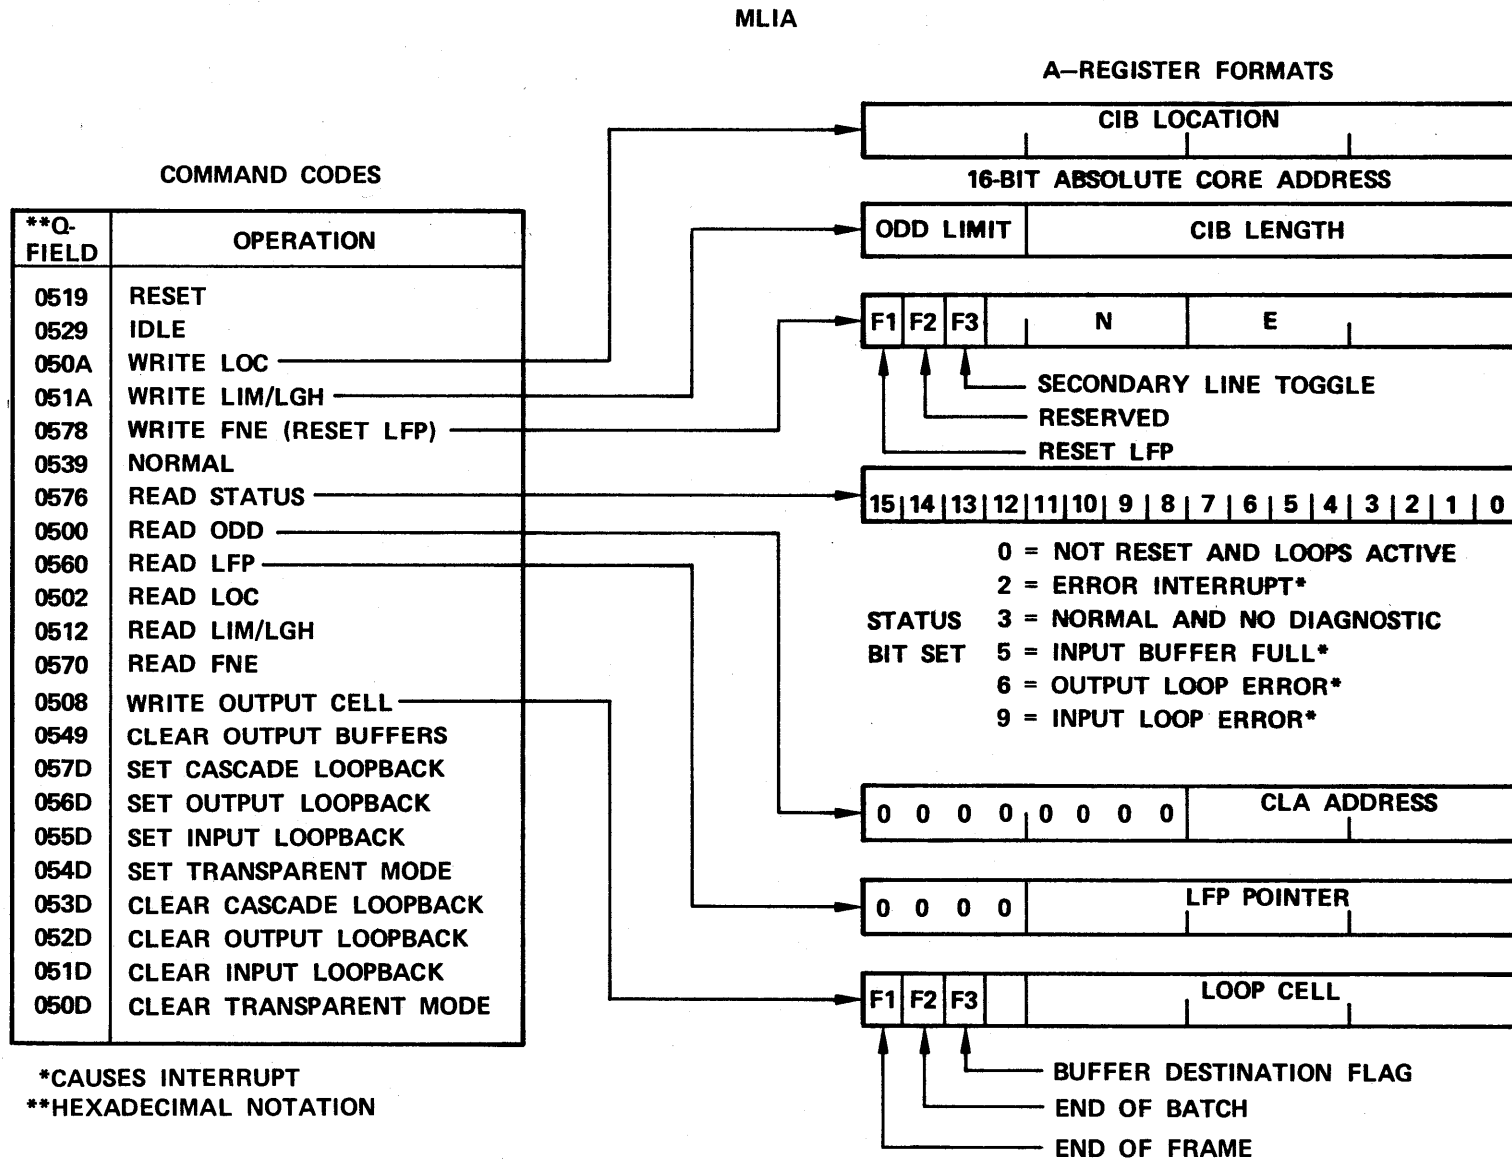 MLIA
COMMAND CODES
**Q-FIELD OPERATION
0519 RESET
0529 IDLE
050A WRITE LOC
051A WRITE LIM/LGH
0578 WRITE FNE (RESET LFP)
0539 NORMAL
0576 READ STATUS
0500 READ ODD
0560 READ LFP
0502 READ LOC
0512 READ LIM/LGH
0570 READ FNE
0508 WRITE OUTPUT CELL
0549 CLEAR OUTPUT BUFFERS
057D SET CASCADE LOOPBACK
056D SET OUTPUT LOOPBACK
055D SET INPUT LOOPBACK
054D SET TRANSPARENT MODE
053D CLEAR CASCADE LOOPBACK
052D CLEAR OUTPUT LOOPBACK
051D CLEAR INPUT LOOPBACK
050D CLEAR TRANSPARENT MODE
*CAUSES INTERRUPT
**HEXADECIMAL NOTATION
A—REGISTER FORMATS
CIB LOCATION
16-BIT ABSOLUTE CORE ADDRESS
ODD LIMIT CIB LENGTH
F1 F2 F3 N E
SECONDARY LINE TOGGLE
RESERVED
RESET LFP
15 14 13 12 11 10 9 8 7 6 5 4 3 2 1 0
0 = NOT RESET AND LOOPS ACTIVE
2 = ERROR INTERRUPT*
STATUS 3 = NORMAL AND NO DIAGNOSTIC
BIT SET 5 = INPUT BUFFER FULL*
6 = OUTPUT LOOP ERROR*
9 = INPUT LOOP ERROR*
0 0 0 0 0 0 0 0 CLA ADDRESS
0 0 0 0 LFP POINTER
F1 F2 F3 LOOP CELL
BUFFER DESTINATION FLAG
END OF BATCH
END OF FRAME